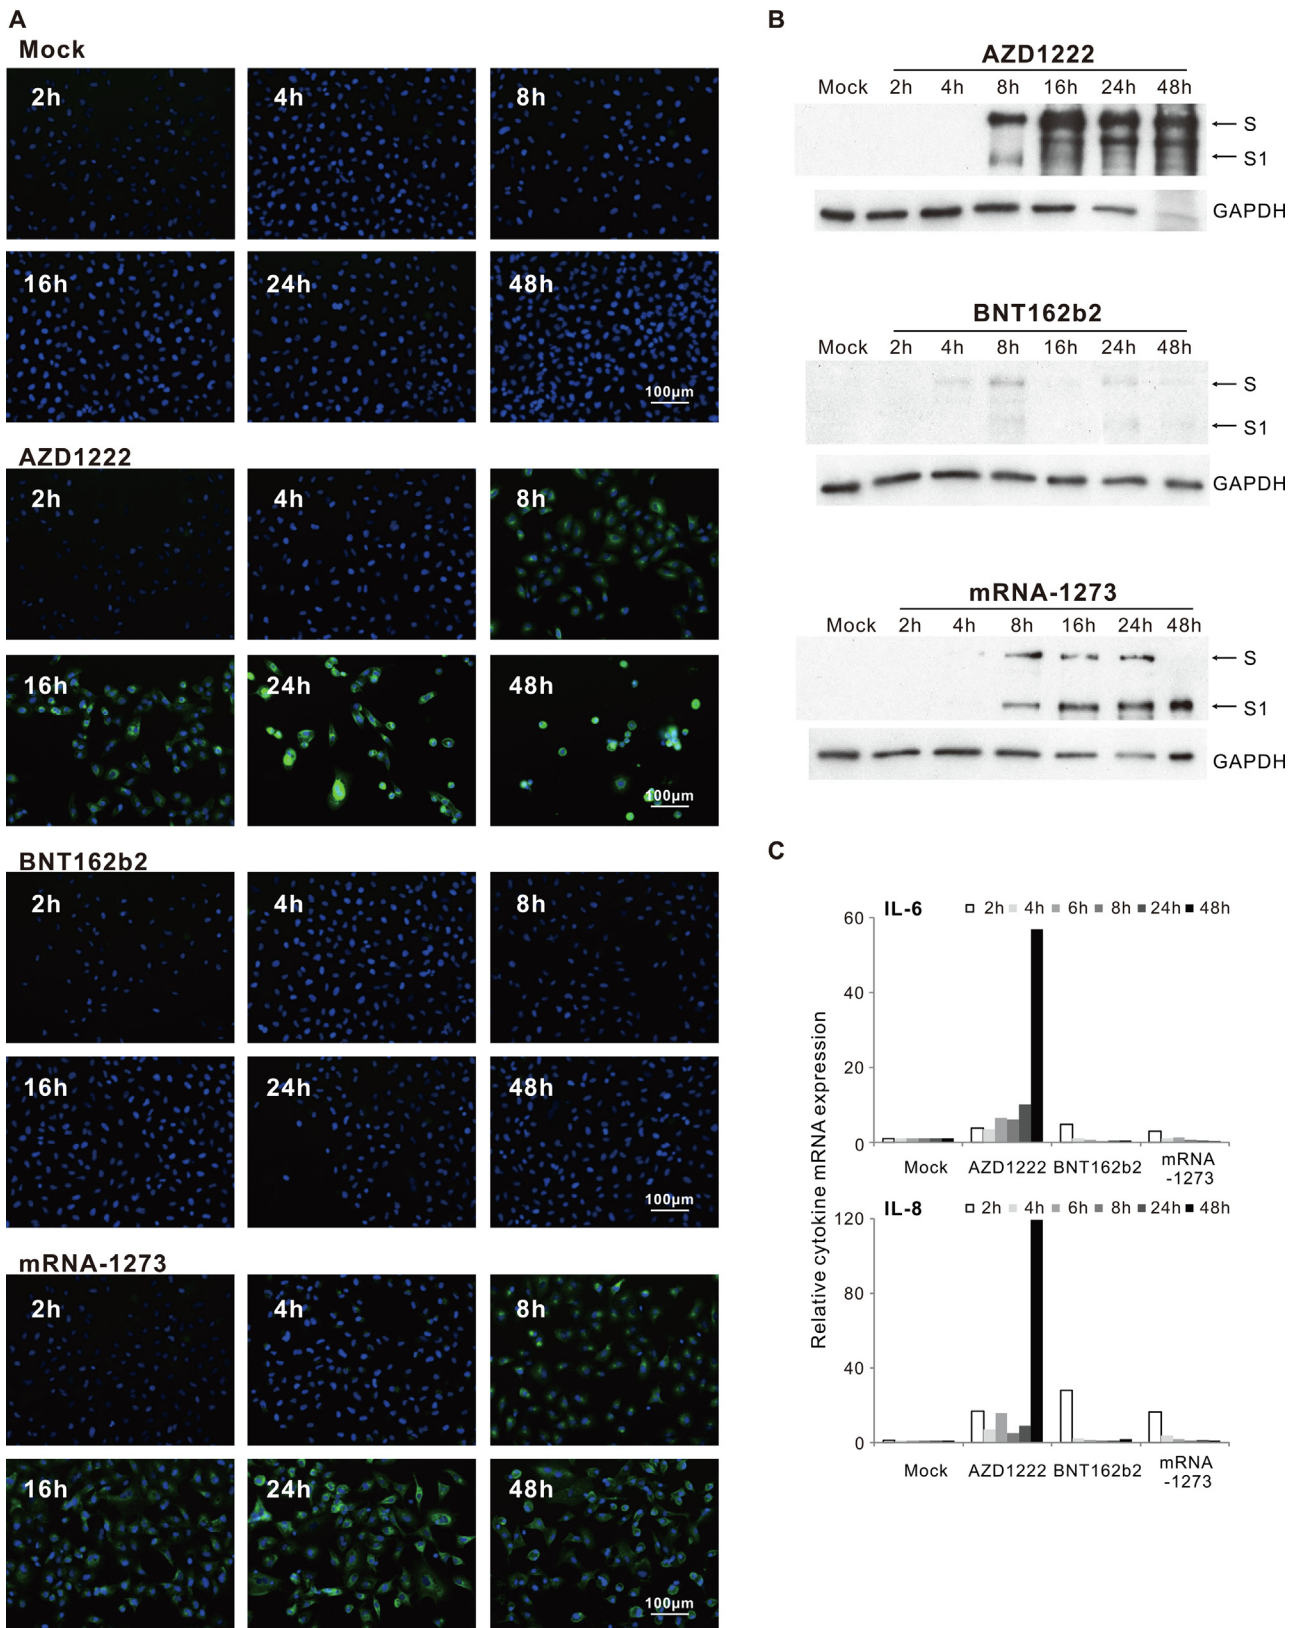 A
Mock
2h
4h
8h
16h
24h
48h
100μm
AZD1222
2h
4h
8h
16h
24h
48h
100μm
BNT162b2
2h
4h
8h
16h
24h
48h
100μm
mRNA-1273
2h
4h
8h
16h
24h
48h
100μm
B
AZD1222
Mock 2h 4h 8h 16h 24h 48h
← S
← S1
GAPDH
BNT162b2
Mock 2h 4h 8h 16h 24h 48h
← S
← S1
GAPDH
mRNA-1273
Mock 2h 4h 8h 16h 24h 48h
← S
← S1
GAPDH
C
Relative cytokine mRNA expression
IL-6 2h 4h 6h 8h 24h 48h
60
40
20
0
Mock AZD1222 BNT162b2 mRNA
-1273
IL-8 2h 4h 6h 8h 24h 48h
120
80
40
0
Mock AZD1222 BNT162b2 mRNA
-1273